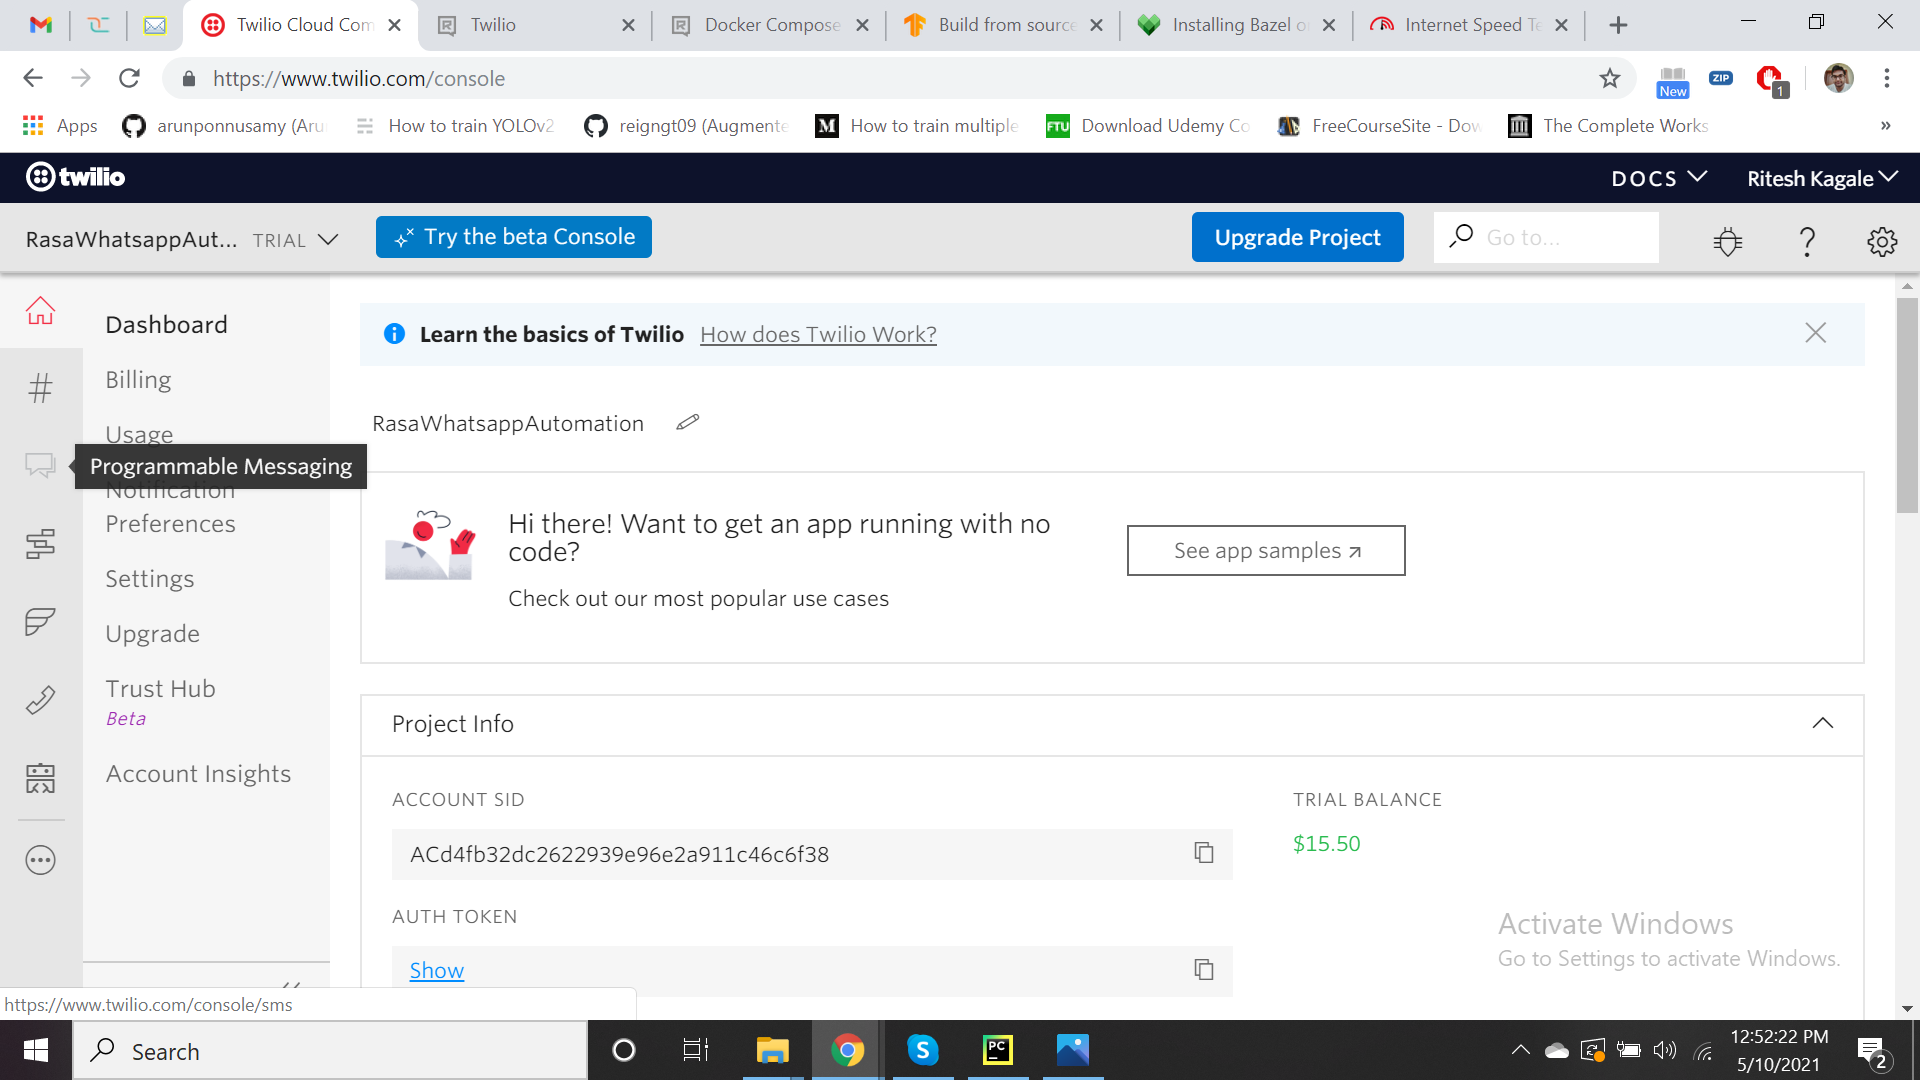 Twilio Cloud Com
Twilio
Docker Compose
Build from source
Installing Bazel o
Internet Speed Te
https://www.twilio.com/console
New
ZIP
1
Apps
arunponnusamy (Aru
How to train YOLOv2
reigngt09 (Augmente
M
How to train multiple
FTU
Download Udemy Co
FreeCourseSite - Dow
The Complete Works
»
twilio
DOCS
Ritesh Kagale
RasaWhatsappAut...
TRIAL
Try the beta Console
Upgrade Project
Go to...
Dashboard
Billing
Usage
Programmable Messaging
Notification
Preferences
Settings
Upgrade
Trust Hub
Beta
Account Insights
Learn the basics of Twilio How does Twilio Work?
RasaWhatsappAutomation
Hi there! Want to get an app running with no
code?
Check out our most popular use cases
See app samples
Project Info
ACCOUNT SID
ACd4fb32dc2622939e96e2a911c46c6f38
AUTH TOKEN
Show
TRIAL BALANCE
$15.50
Activate Windows
Go to Settings to activate Windows.
https://www.twilio.com/console/sms
Search
S
PC
12:52:22 PM
5/10/2021
2